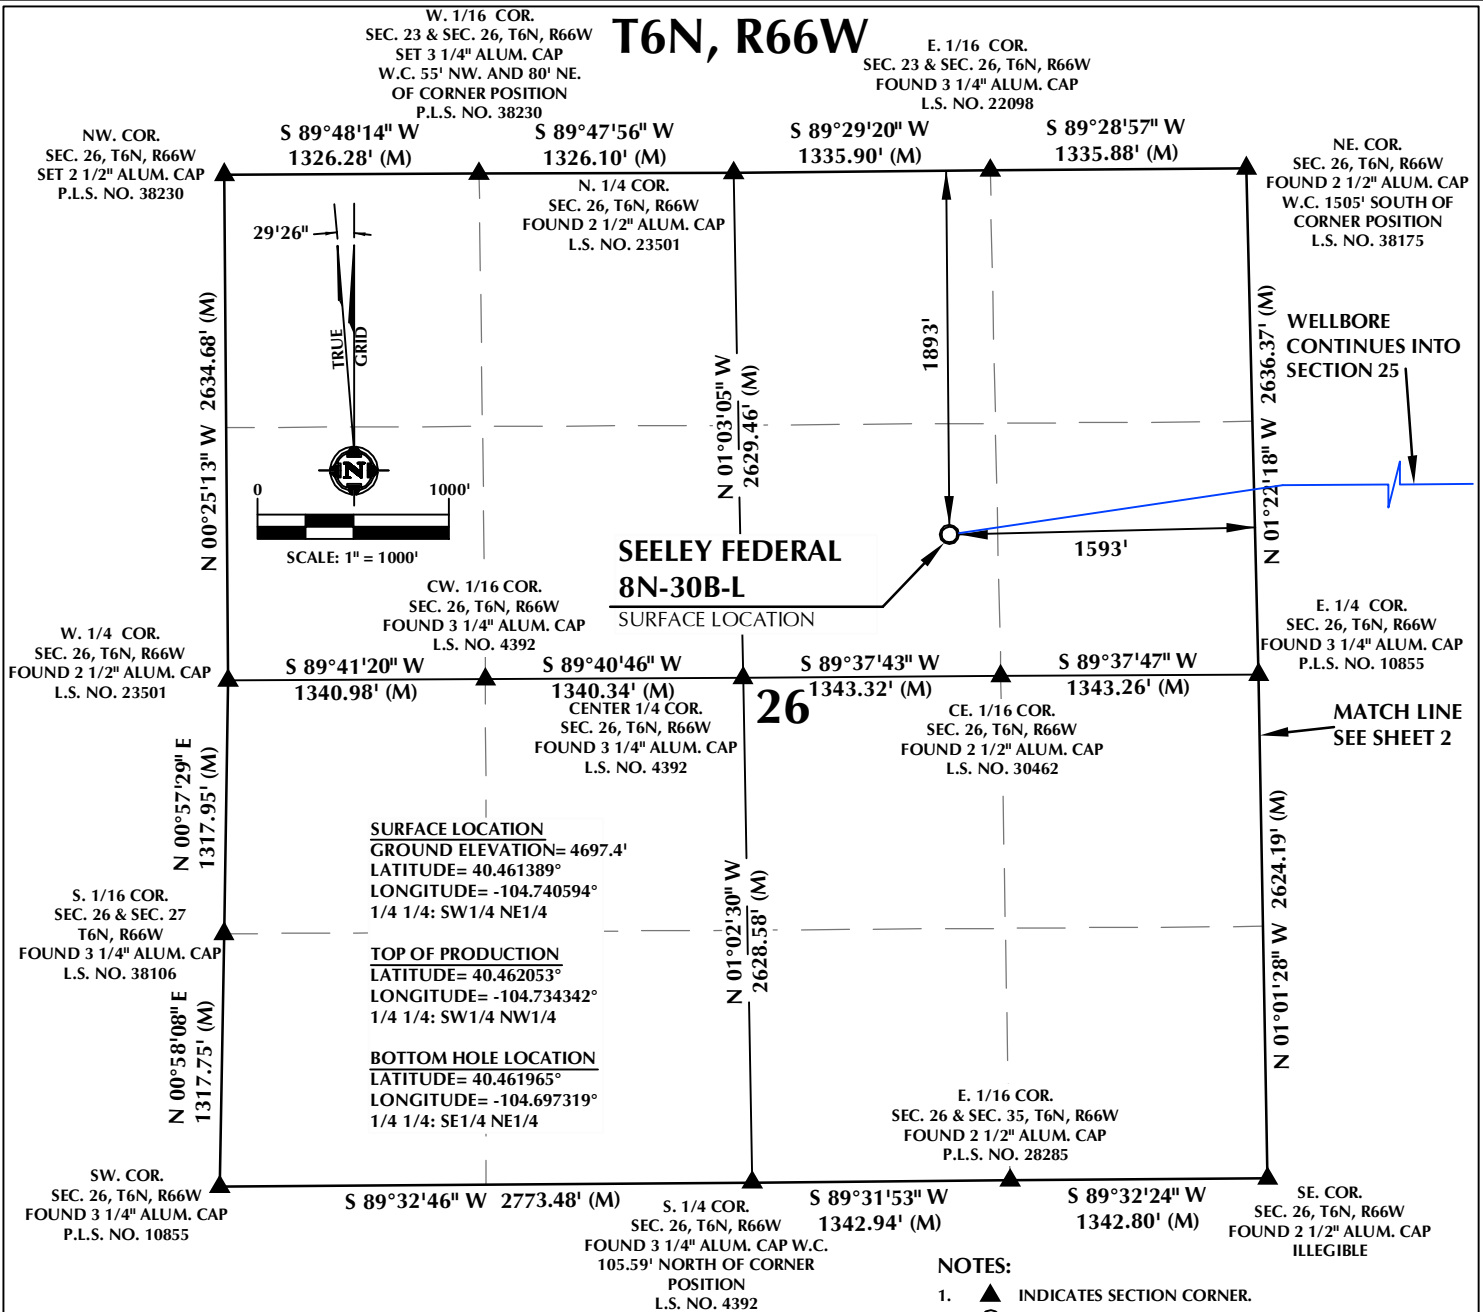 T6N, R66W
W. 1/16 COR.
SEC. 23 & SEC. 26, T6N, R66W
SET 3 1/4" ALUM. CAP
W.C. 55' NW. AND 80' NE.
OF CORNER POSITION
P.L.S. NO. 38230
E. 1/16 COR.
SEC. 23 & SEC. 26, T6N, R66W
FOUND 3 1/4" ALUM. CAP
L.S. NO. 22098
NW. COR.
SEC. 26, T6N, R66W
SET 2 1/2" ALUM. CAP
P.L.S. NO. 38230
S 89°48'14" W
1326.28' (M)
S 89°47'56" W
1326.10' (M)
S 89°29'20" W
1335.90' (M)
S 89°28'57" W
1335.88' (M)
NE. COR.
SEC. 26, T6N, R66W
FOUND 2 1/2" ALUM. CAP
W.C. 1505' SOUTH OF
CORNER POSITION
L.S. NO. 38175
N. 1/4 COR.
SEC. 26, T6N, R66W
FOUND 2 1/2" ALUM. CAP
L.S. NO. 23501
29'26"
TRUE
GRID
N
0 1000'
SCALE: 1" = 1000'
N 00°25'13" W 2634.68' (M)
N 01°03'05" W
2629.46' (M)
1893'
N 01°22'18" W 2636.37' (M)
WELLBORE
CONTINUES INTO
SECTION 25
1593'
SEELEY FEDERAL
8N-30B-L
SURFACE LOCATION
CW. 1/16 COR.
SEC. 26, T6N, R66W
FOUND 3 1/4" ALUM. CAP
L.S. NO. 4392
W. 1/4 COR.
SEC. 26, T6N, R66W
FOUND 2 1/2" ALUM. CAP
L.S. NO. 23501
E. 1/4 COR.
SEC. 26, T6N, R66W
FOUND 3 1/4" ALUM. CAP
P.L.S. NO. 10855
S 89°41'20" W
1340.98' (M)
S 89°40'46" W
1340.34' (M)
S 89°37'43" W
1343.32' (M)
S 89°37'47" W
1343.26' (M)
CENTER 1/4 COR.
SEC. 26, T6N, R66W
FOUND 3 1/4" ALUM. CAP
L.S. NO. 4392
26
CE. 1/16 COR.
SEC. 26, T6N, R66W
FOUND 2 1/2" ALUM. CAP
L.S. NO. 30462
MATCH LINE
SEE SHEET 2
N 00°57'29" E
1317.95' (M)
SURFACE LOCATION
GROUND ELEVATION= 4697.4'
LATITUDE= 40.461389°
LONGITUDE= -104.740594°
1/4 1/4: SW1/4 NE1/4
TOP OF PRODUCTION
LATITUDE= 40.462053°
LONGITUDE= -104.734342°
1/4 1/4: SW1/4 NW1/4
BOTTOM HOLE LOCATION
LATITUDE= 40.461965°
LONGITUDE= -104.697319°
1/4 1/4: SE1/4 NE1/4
N 01°02'30" W
2628.58' (M)
N 01°01'28" W 2624.19' (M)
S. 1/16 COR.
SEC. 26 & SEC. 27
T6N, R66W
FOUND 3 1/4" ALUM. CAP
L.S. NO. 38106
N 00°58'08" E
1317.75' (M)
E. 1/16 COR.
SEC. 26 & SEC. 35, T6N, R66W
FOUND 2 1/2" ALUM. CAP
P.L.S. NO. 28285
SW. COR.
SEC. 26, T6N, R66W
FOUND 3 1/4" ALUM. CAP
P.L.S. NO. 10855
S 89°32'46" W 2773.48' (M)
S. 1/4 COR.
SEC. 26, T6N, R66W
FOUND 3 1/4" ALUM. CAP W.C.
105.59' NORTH OF CORNER
POSITION
L.S. NO. 4392
S 89°31'53" W
1342.94' (M)
S 89°32'24" W
1342.80' (M)
SE. COR.
SEC. 26, T6N, R66W
FOUND 2 1/2" ALUM. CAP
ILLEGIBLE
NOTES:
1. INDICATES SECTION CORNER.